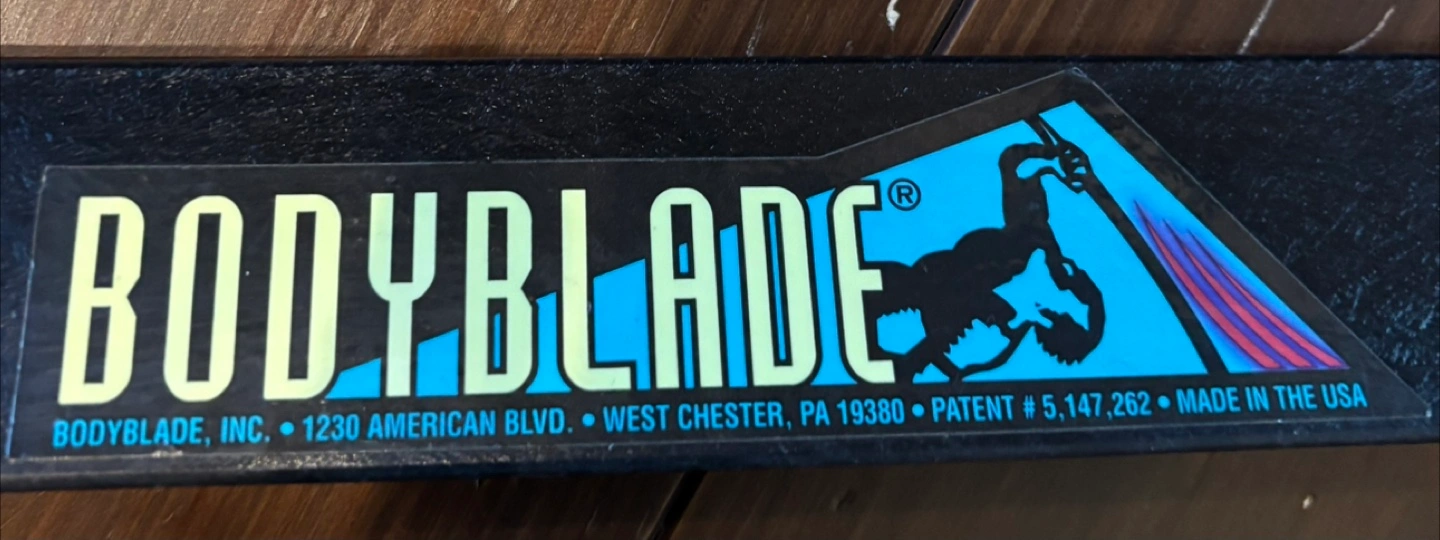 BODYBLADE®
BODYBLADE, INC. • 1230 AMERICAN BLVD. • WEST CHESTER, PA 19380 • PATENT # 5,147,262 • MADE IN THE USA